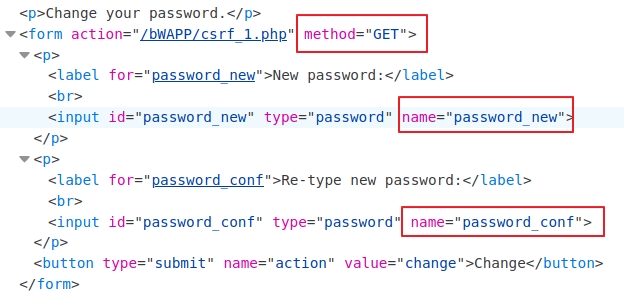 <p>Change your password.</p>
<form action="/bWAPP/csrf_1.php" method="GET">
<p>
<label for="password_new">New password:</label>
<br>
<input id="password_new" type="password" name="password_new">
</p>
<p>
<label for="password_conf">Re-type new password:</label>
<br>
<input id="password_conf" type="password" name="password_conf">
</p>
<button type="submit" name="action" value="change">Change</button>
</form>